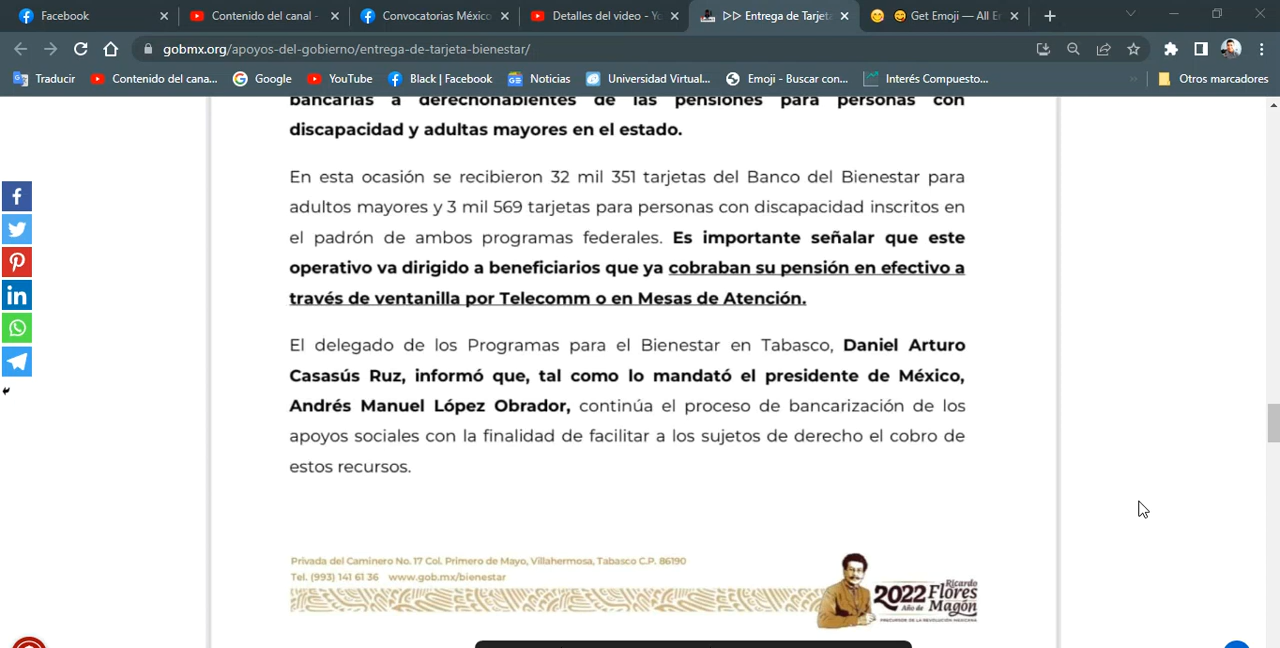 Facebook
Contenido del canal -
Convocatorias México
Detalles del video - Yo
▷▷ Entrega de Tarjeta
Get Emoji — All E
gobmx.org/apoyos-del-gobierno/entrega-de-tarjeta-bienestar/
Traducir
Contenido del cana...
Google
YouTube
Black | Facebook
Noticias
Universidad Virtual...
Emoji - Buscar con...
Interés Compuesto...
Otros marcadores
bancarias a derechohabientes de las pensiones para personas con
discapacidad y adultas mayores en el estado.
En esta ocasión se recibieron 32 mil 351 tarjetas del Banco del Bienestar para
adultos mayores y 3 mil 569 tarjetas para personas con discapacidad inscritos en
el padrón de ambos programas federales. Es importante señalar que este
operativo va dirigido a beneficiarios que ya cobraban su pensión en efectivo a
través de ventanilla por Telecomm o en Mesas de Atención.
El delegado de los Programas para el Bienestar en Tabasco, Daniel Arturo
Casasús Ruz, informó que, tal como lo mandató el presidente de México,
Andrés Manuel López Obrador, continúa el proceso de bancarización de los
apoyos sociales con la finalidad de facilitar a los sujetos de derecho el cobro de
estos recursos.
Privada del Caminero No. 17 Col. Primero de Mayo, Villahermosa, Tabasco C.P. 86190
Tel. (993) 141 61 36 www.gob.mx/bienestar
2022 Ricardo
Flores
Año de Magón
PRECURSOR DE LA REVOLUCIÓN MEXICANA